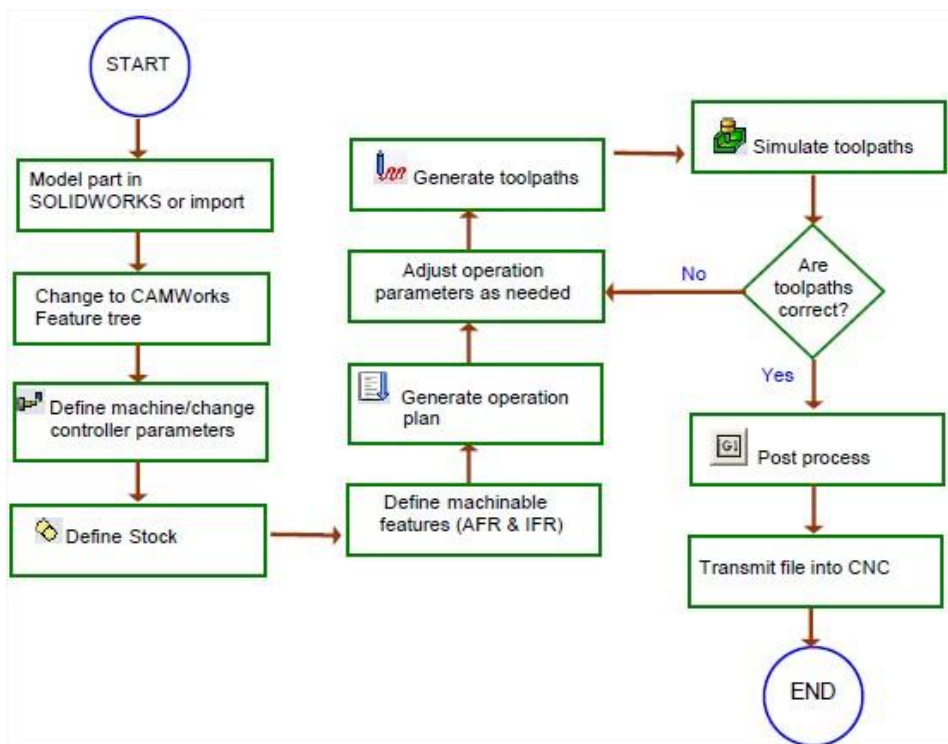 START
Model part in
SOLIDWORKS or import
Change to CAMWorks
Feature tree
Define machine/change
controller parameters
Define Stock
Define machinable
features (AFR & IFR)
Generate operation
plan
Adjust operation
parameters as needed
Generate toolpaths
Simulate toolpaths
Are
toolpaths
correct?
No
Yes
G↓
Post process
Transmit file into CNC
END